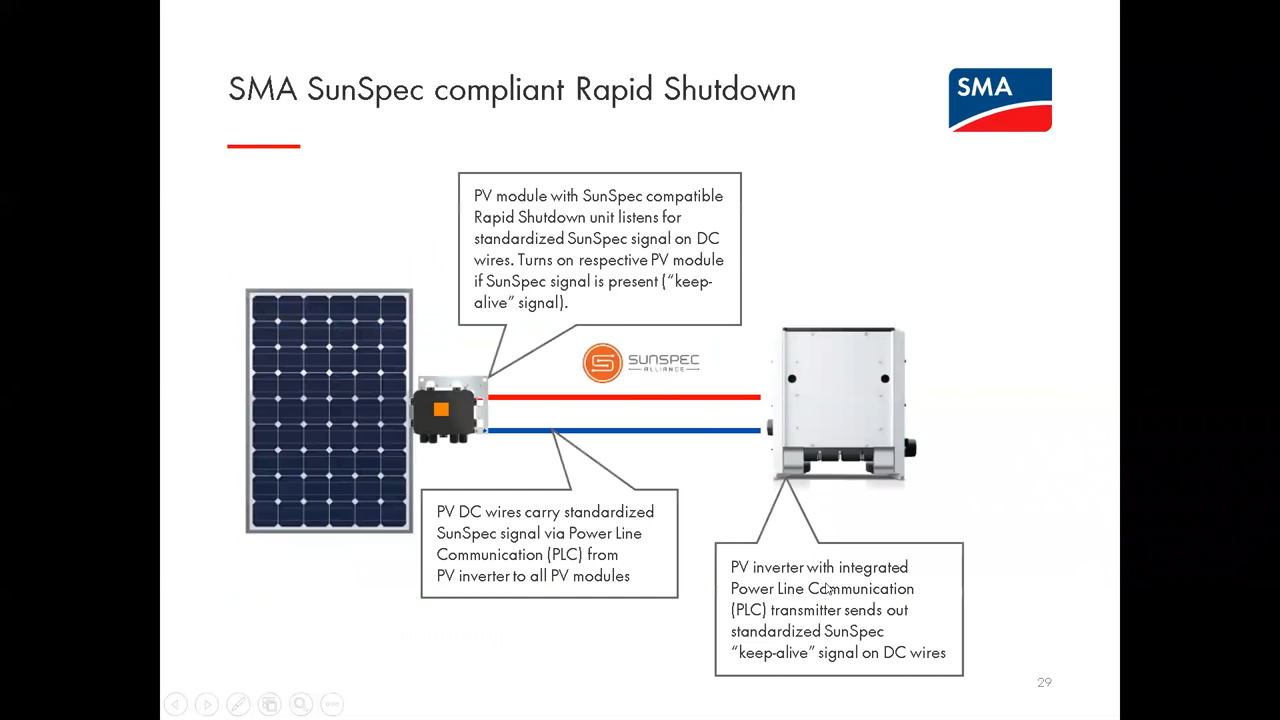 SMA SunSpec compliant Rapid Shutdown
SMA
PV module with SunSpec compatible
Rapid Shutdown unit listens for
standardized SunSpec signal on DC
wires. Turns on respective PV module
if SunSpec signal is present (“keep-
alive” signal).
SUNSPEC
ALLIANCE
PV DC wires carry standardized
SunSpec signal via Power Line
Communication (PLC) from
PV inverter to all PV modules
PV inverter with integrated
Power Line Communication
(PLC) transmitter sends out
standardized SunSpec
“keep-alive” signal on DC wires
29